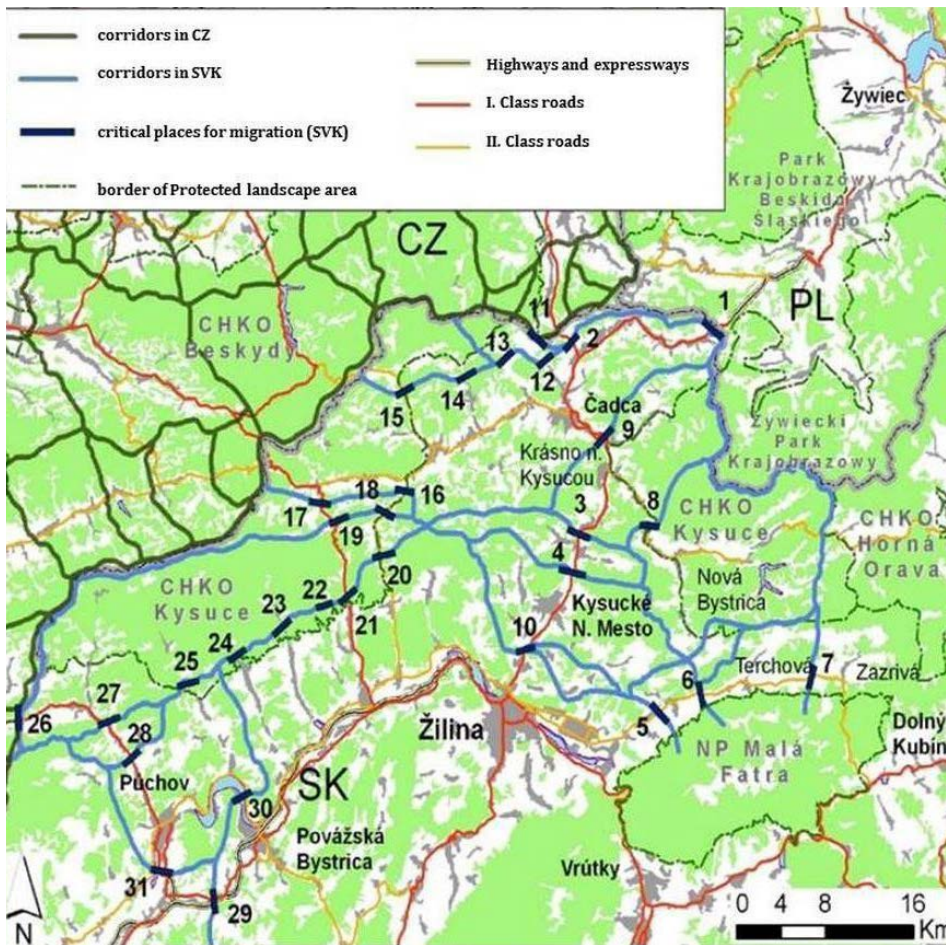 corridors in CZ
corridors in SVK
critical places for migration (SVK)
border of Protected landscape area
Highways and expressways
I. Class roads
II. Class roads
Żywiec
Park
Krajobrazowy
Beskidu
Śląskiego
CZ
PL
CHKO
Beskydy
11
1
2
13
12
14
15
Čadca
9
Krásno n.
Kysucou
Żywiecki
Park
Krajobrazowy
18
16
17
19
3
8
CHKO
Kysuce
CHKO
Horná
Orava
4
20
CHKO
Kysuce
22
23
21
24
Kysucké
N. Mesto
Nová
Bystrica
10
25
Terchová
7
Zazrivá
6
5
27
26
28
Žilina
Dolný
Kubín
NP Malá
Fatra
Púchov
SK
30
Považská
Bystrica
Vrútky
31
29
N
0 4 8 16
Km